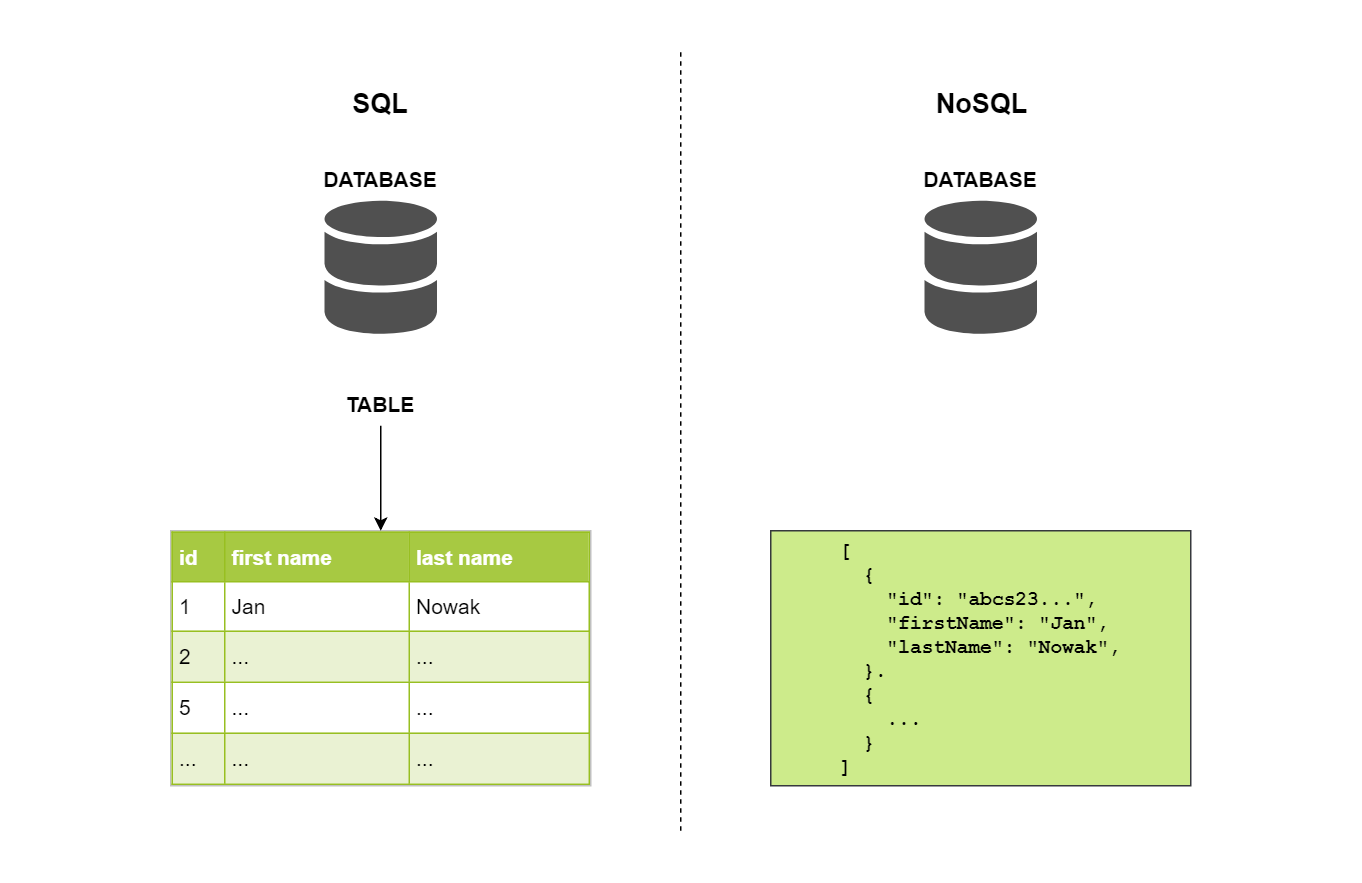 SQL
DATABASE
TABLE
id first name last name
1 Jan Nowak
2 ... ...
5 ... ...
... ... ...
NoSQL
DATABASE
[
  {
    "id": "abcs23...",
    "firstName": "Jan",
    "lastName": "Nowak",
  }.
  {
    ...
  }
]